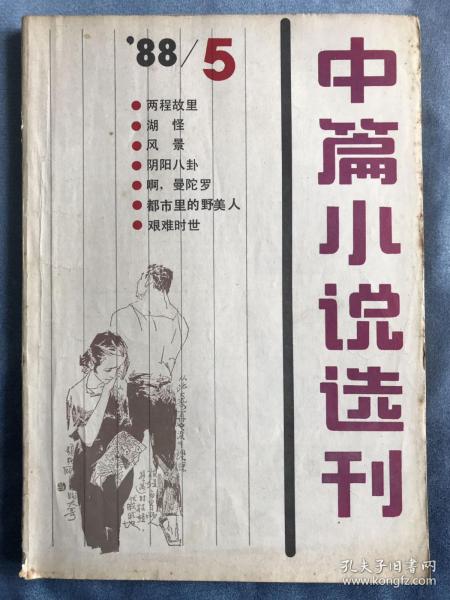 '88/5
中篇小说选刊
两程故里
湖怪
风景
阴阳八卦
啊，曼陀罗
都市里的野美人
艰难时世
孔夫子旧书网
kongfz.com